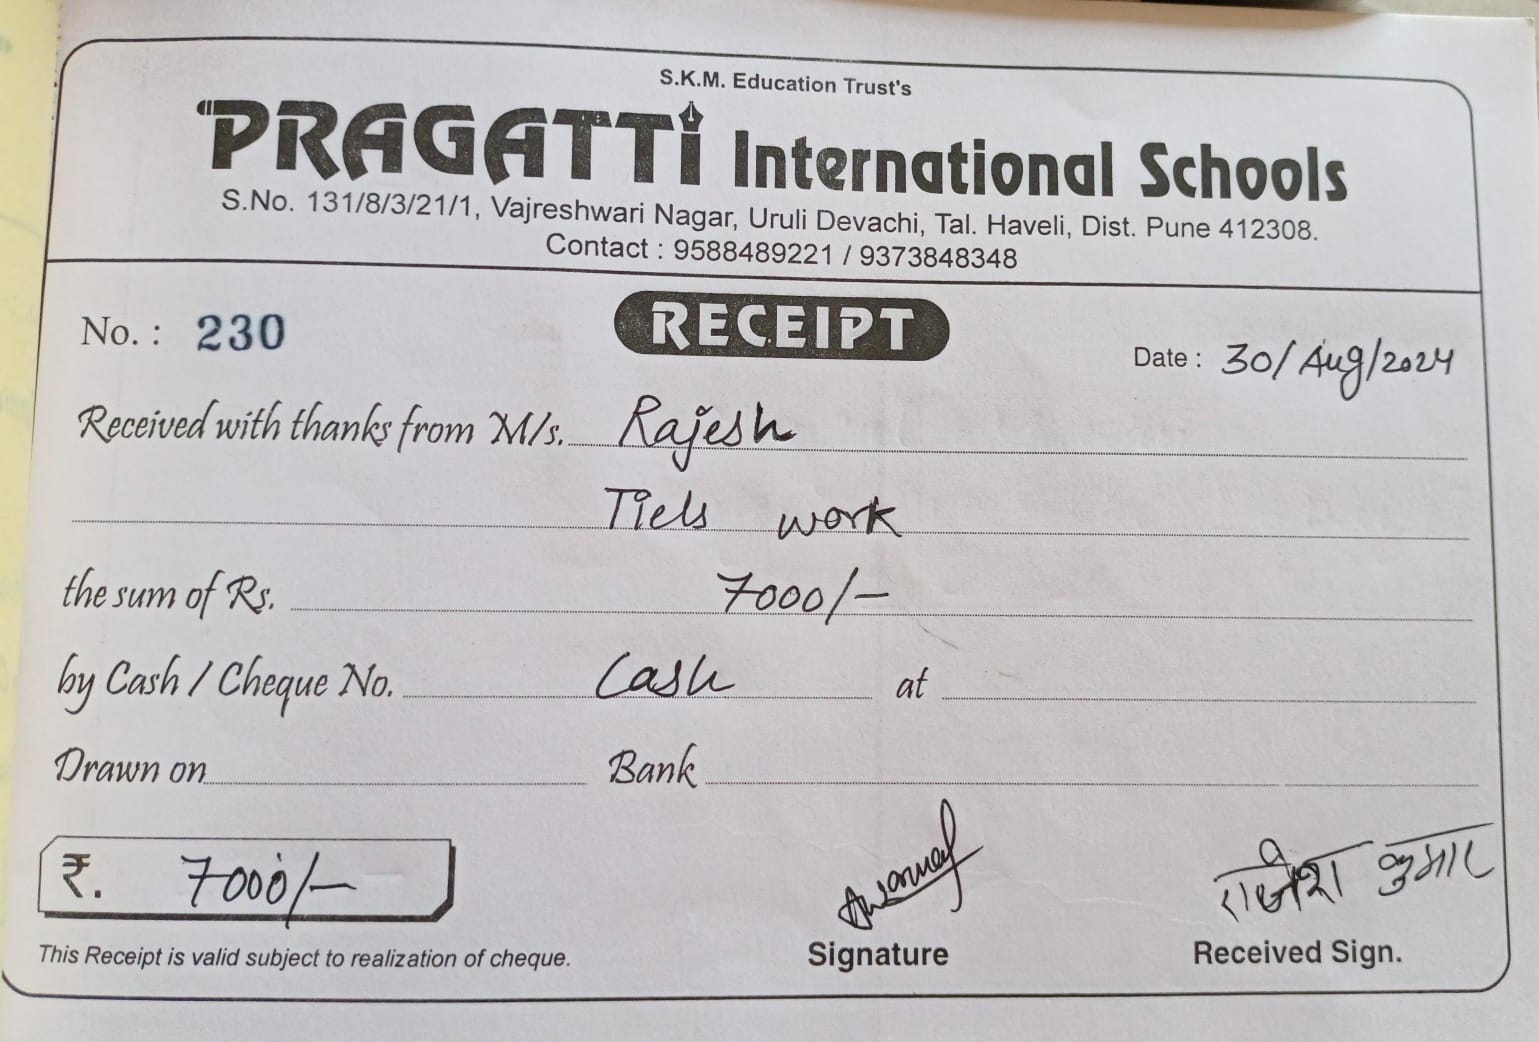 S.K.M. Education Trust's
PRAGATTi International Schools
S.No. 131/8/3/21/1, Vajreshwari Nagar, Uruli Devachi, Tal. Haveli, Dist. Pune 412308.
Contact : 9588489221 / 9373848348
No. : 230 RECEIPT Date : 30/Aug/2024
Received with thanks from M/s. Rajesh
Tiels work
the sum of Rs. 7000/-
by Cash / Cheque No. Cash at
Drawn on Bank
₹. 7000/- राजेश कुमार
This Receipt is valid subject to realization of cheque. Signature Received Sign.